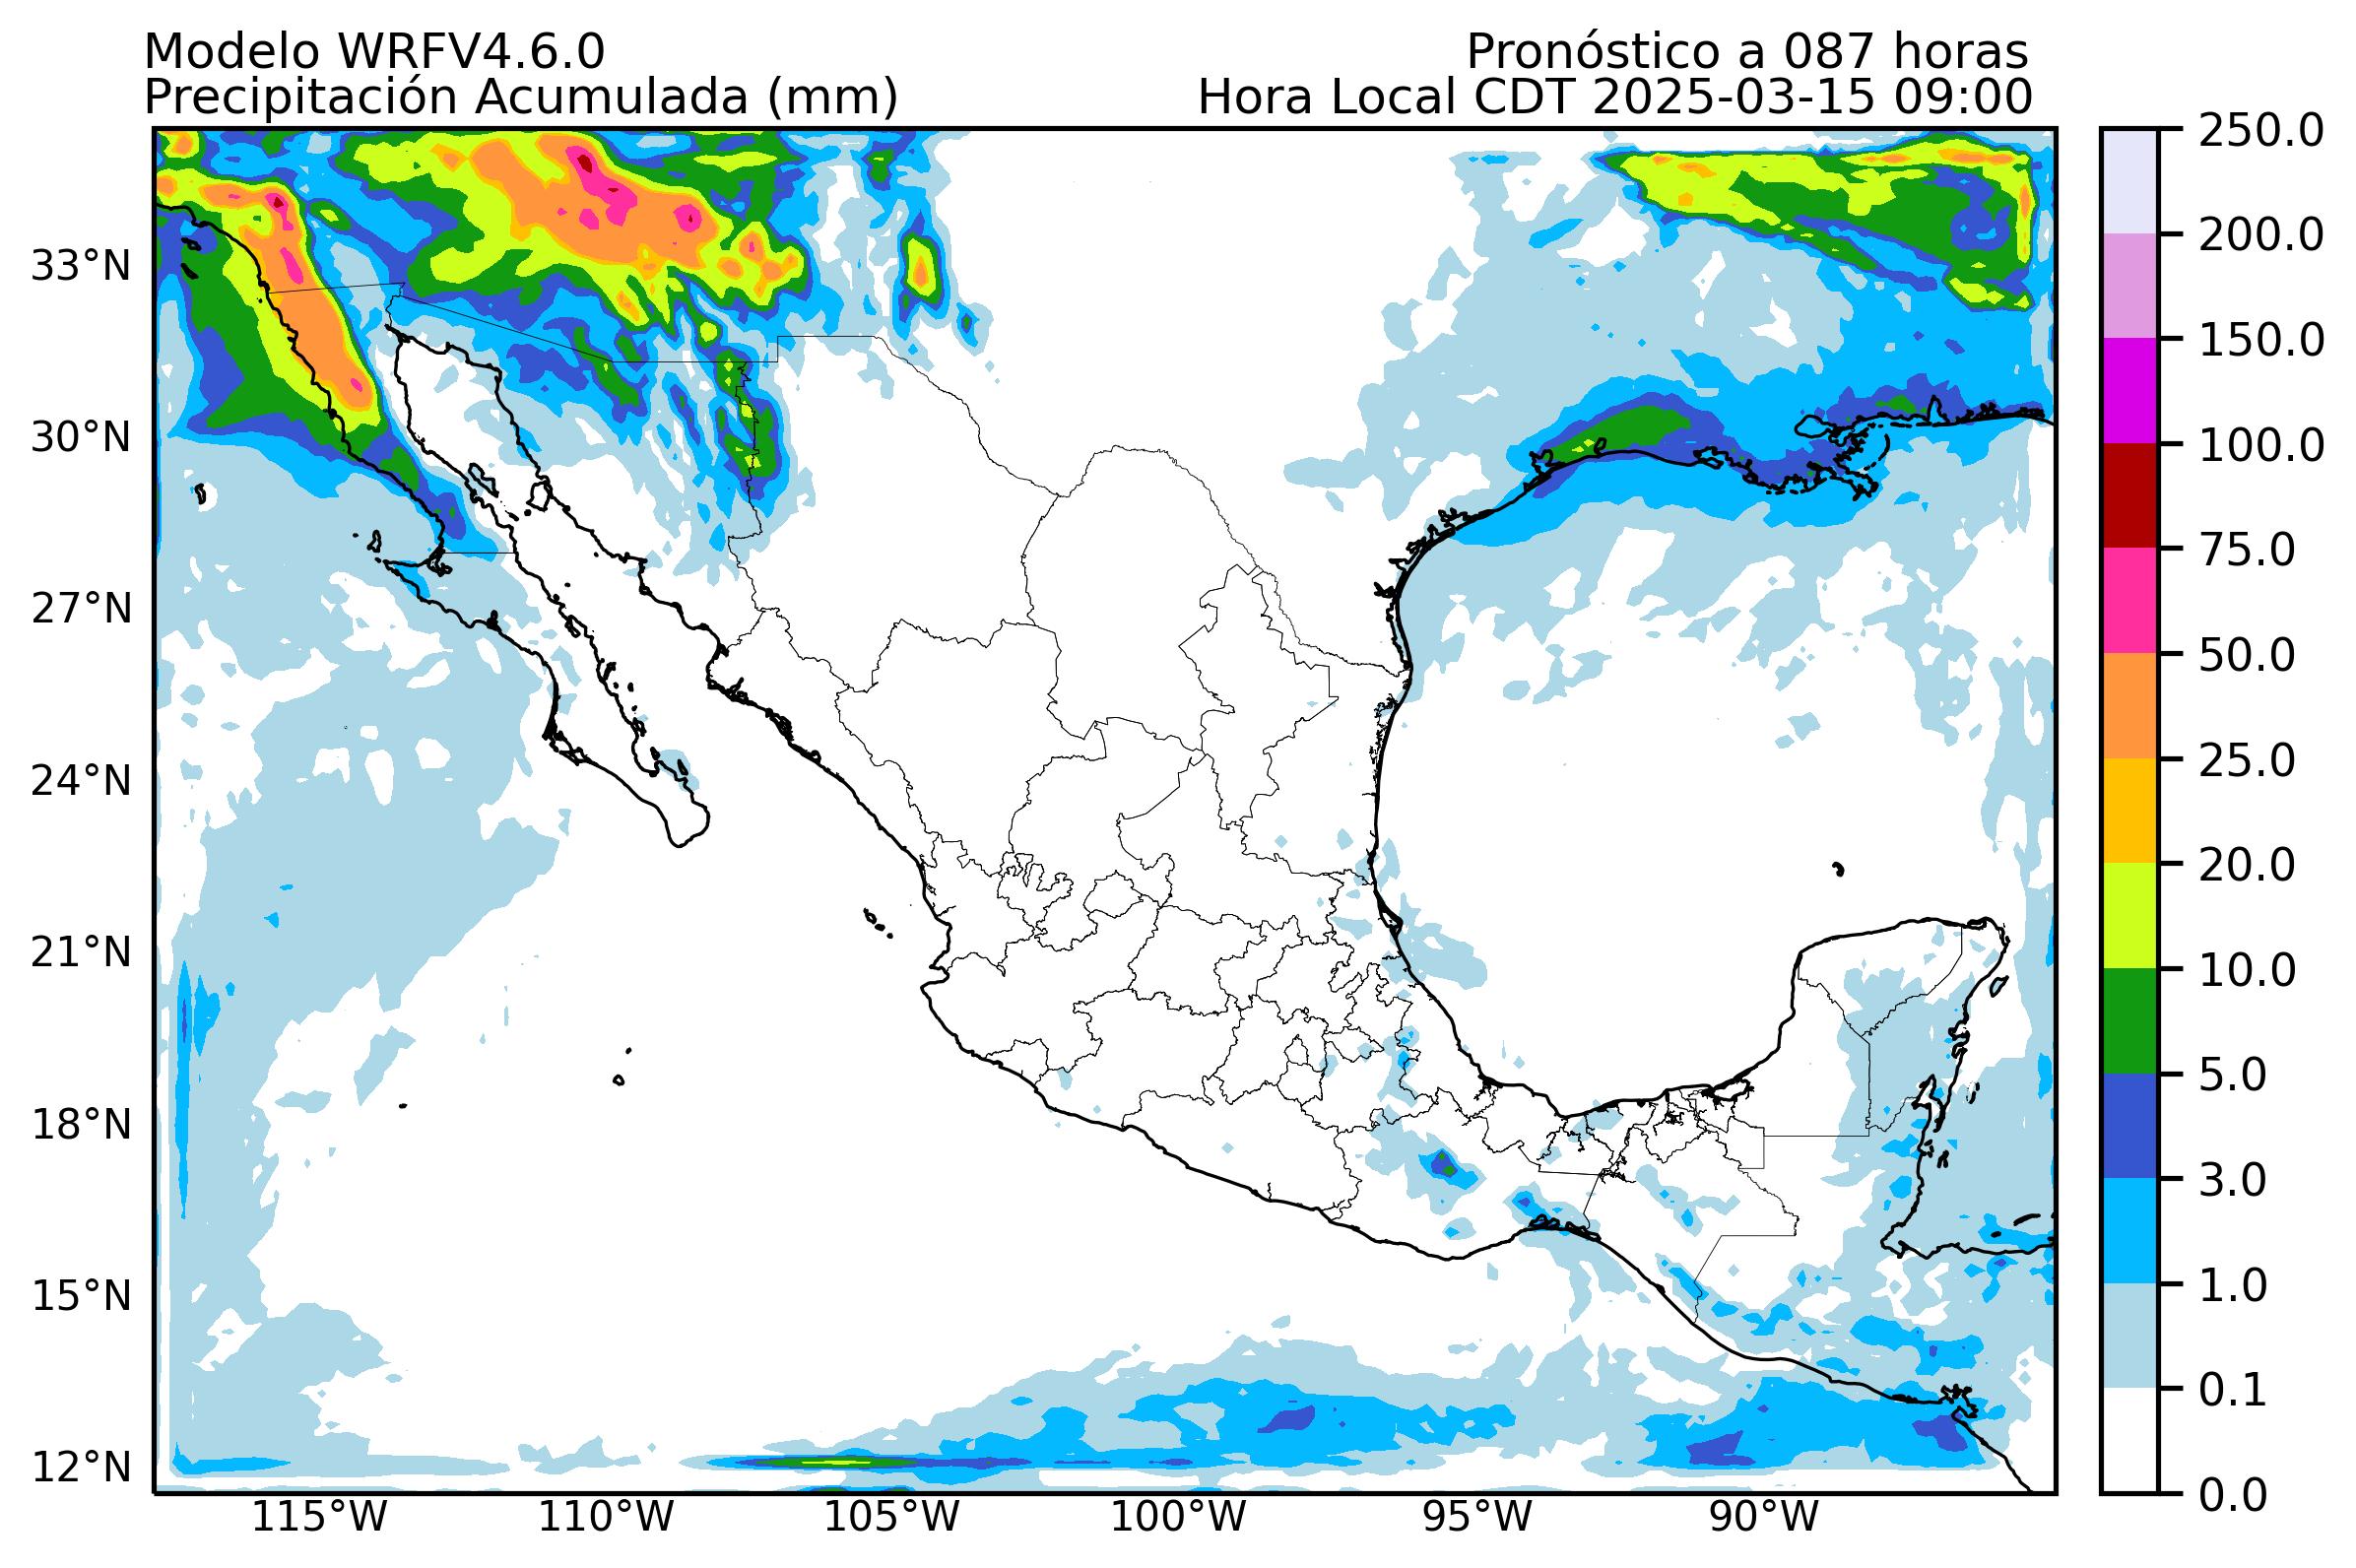 Modelo WRFV4.6.0
Pronóstico a 087 horas
Precipitación Acumulada (mm)
Hora Local CDT 2025-03-15 09:00
33°N
30°N
27°N
24°N
21°N
18°N
15°N
12°N
115°W
110°W
105°W
100°W
95°W
90°W
250.0
200.0
150.0
100.0
75.0
50.0
25.0
20.0
10.0
5.0
3.0
1.0
0.1
0.0